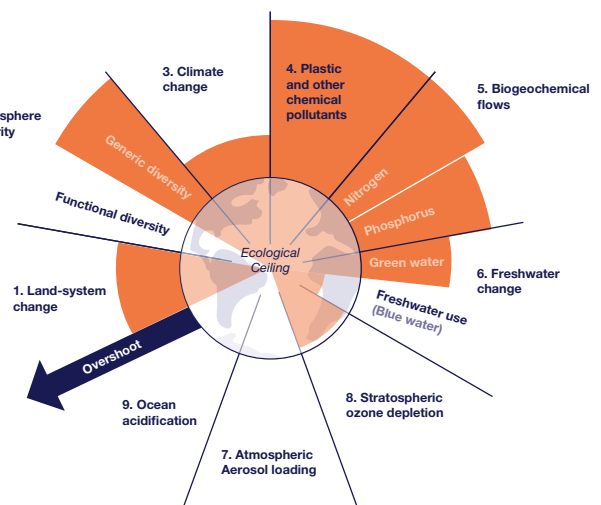 3. Climate
change
4. Plastic
and other
chemical
pollutants
5. Biogeochemical
flows
sphere
ity
Generic diversity
Nitrogen
Functional diversity
Phosphorus
Ecological
Ceiling
Green water
6. Freshwater
change
1. Land-system
change
Freshwater use
(Blue water)
Overshoot
8. Stratospheric
ozone depletion
9. Ocean
acidification
7. Atmospheric
Aerosol loading